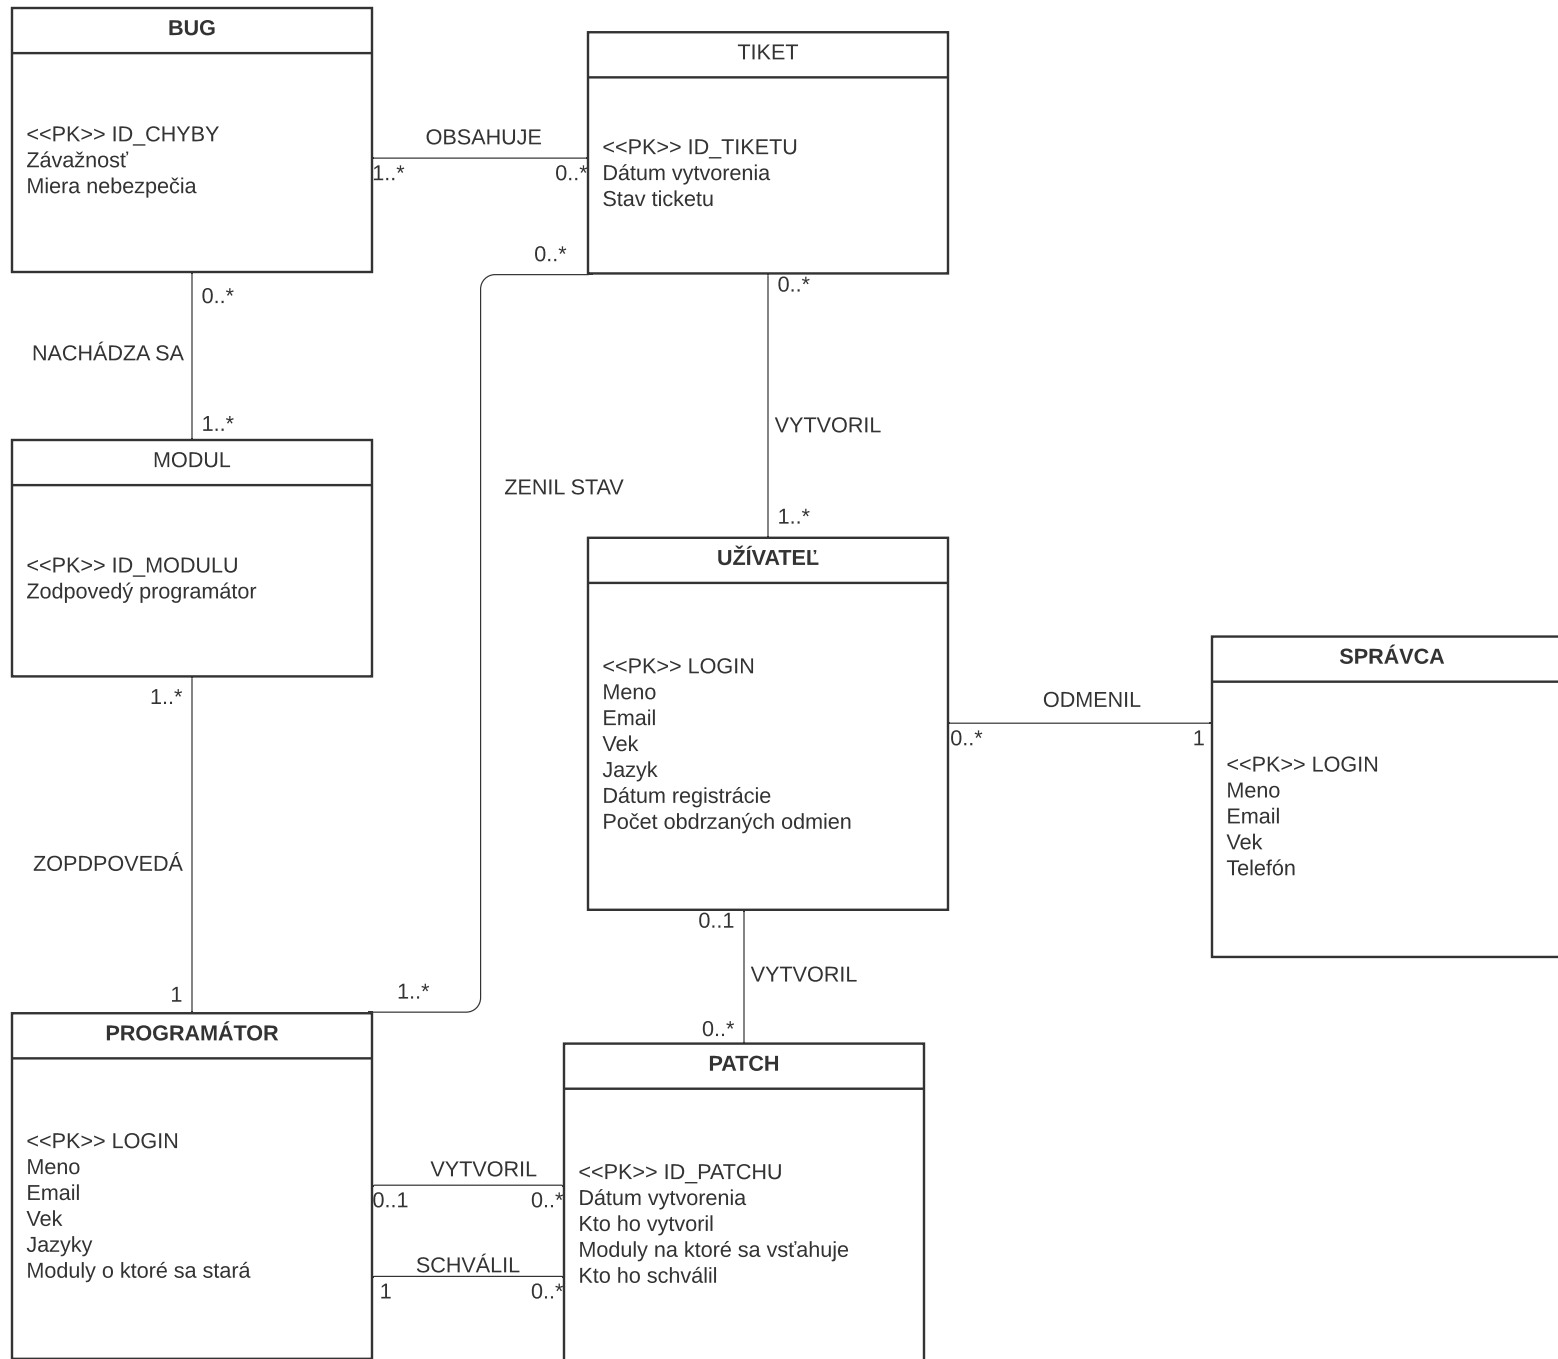 BUG
<<PK>> ID_CHYBY
Závažnosť
Miera nebezpečia
OBSAHUJE
1..*
0..*
TIKET
<<PK>> ID_TIKETU
Dátum vytvorenia
Stav ticketu
0..*
NACHÁDZA SA
1..*
0..*
ZENIL STAV
1..*
0..*
VYTVORIL
1..*
MODUL
<<PK>> ID_MODULU
Zodpovedý programátor
1..*
ZOPDPOVEDÁ
1
UŽÍVATEĽ
<<PK>> LOGIN
Meno
Email
Vek
Jazyk
Dátum registrácie
Počet obdrzaných odmien
ODMENIL
0..*
1
SPRÁVCA
<<PK>> LOGIN
Meno
Email
Vek
Telefón
0..1
VYTVORIL
0..*
PROGRAMÁTOR
<<PK>> LOGIN
Meno
Email
Vek
Jazyky
Moduly o ktoré sa stará
VYTVORIL
0..1
0..*
SCHVÁLIL
1
0..*
PATCH
<<PK>> ID_PATCHU
Dátum vytvorenia
Kto ho vytvoril
Moduly na ktoré sa vsťahuje
Kto ho schválil